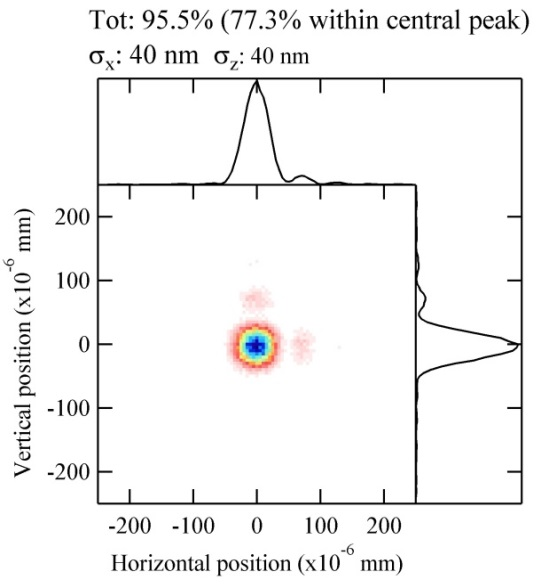 Tot: 95.5% (77.3% within central peak)
σx: 40 nm σz: 40 nm
200
100
0
-100
-200
Vertical position (x10-6 mm)
-200 -100 0 100 200
Horizontal position (x10-6 mm)